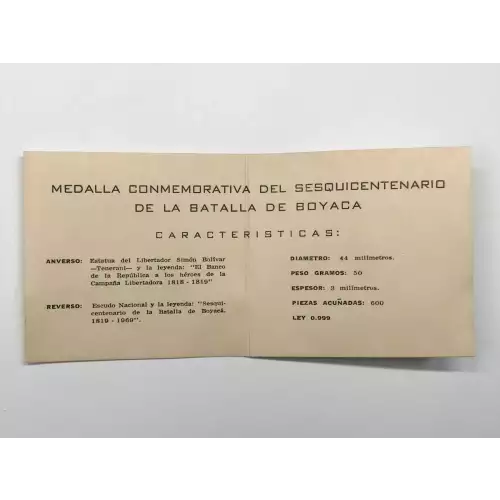 MEDALLA CONMEMORATIVA DEL SESQUICENTENARIO
DE LA BATALLA DE BOYACA
CARACTERISTICAS:
ANVERSO: Estatua del Libertador Simón Bolívar
—Tenerani— y la leyenda: "El Banco
de la República a los héroes de la
Campaña Libertadora 1818 - 1819"
REVERSO: Escudo Nacional y la leyenda: "Sesqui-
centenario de la Batalla de Boyacá,
1819 - 1969".
DIAMETRO: 44 milímetros.
PESO GRAMOS: 50
ESPESOR: 3 milímetros.
PIEZAS ACUÑADAS: 600
LEY 0.999